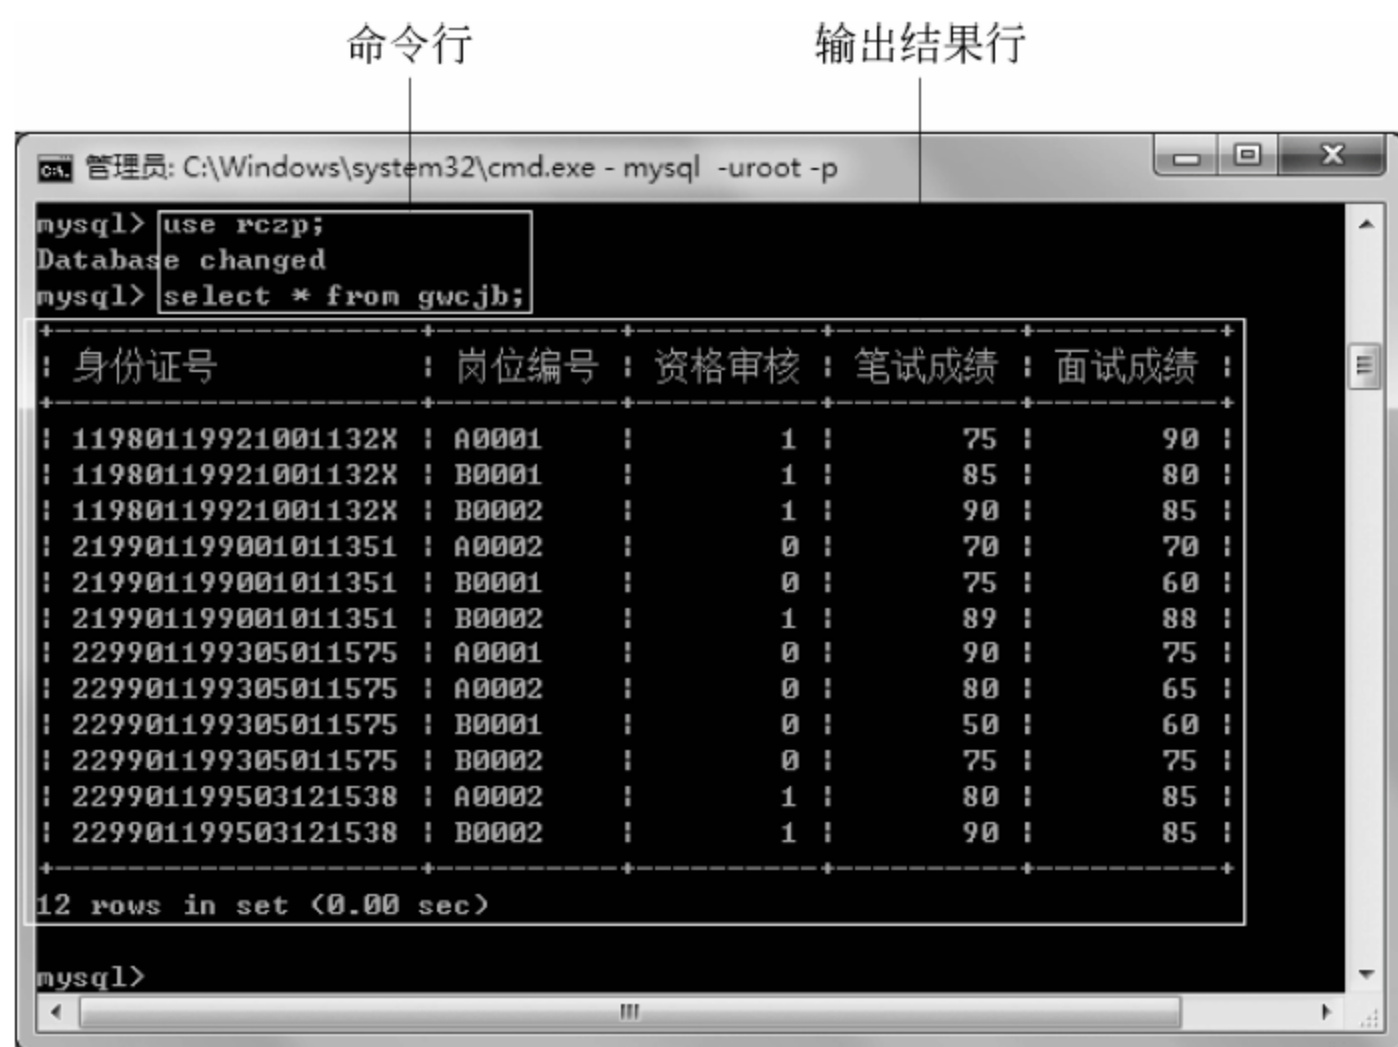 命令行 输出结果行
管理员: C:\Windows\system32\cmd.exe - mysql -uroot -p
mysql> use rczp;
Database changed
mysql> select * from gwcjb;
+--------------------+----------+----------+----------+----------+
| 身份证号 | 岗位编号 | 资格审核 | 笔试成绩 | 面试成绩 |
+--------------------+----------+----------+----------+----------+
| 11980119921001132X | A0001 | 1 | 75 | 90 |
| 11980119921001132X | B0001 | 1 | 85 | 80 |
| 11980119921001132X | B0002 | 1 | 90 | 85 |
| 219901199001011351 | A0002 | 0 | 70 | 70 |
| 219901199001011351 | B0001 | 0 | 75 | 60 |
| 219901199001011351 | B0002 | 1 | 89 | 88 |
| 229901199305011575 | A0001 | 0 | 90 | 75 |
| 229901199305011575 | A0002 | 0 | 80 | 65 |
| 229901199305011575 | B0001 | 0 | 50 | 60 |
| 229901199305011575 | B0002 | 0 | 75 | 75 |
| 229901199503121538 | A0002 | 1 | 80 | 85 |
| 229901199503121538 | B0002 | 1 | 90 | 85 |
+--------------------+----------+----------+----------+----------+
12 rows in set (0.00 sec)
mysql>